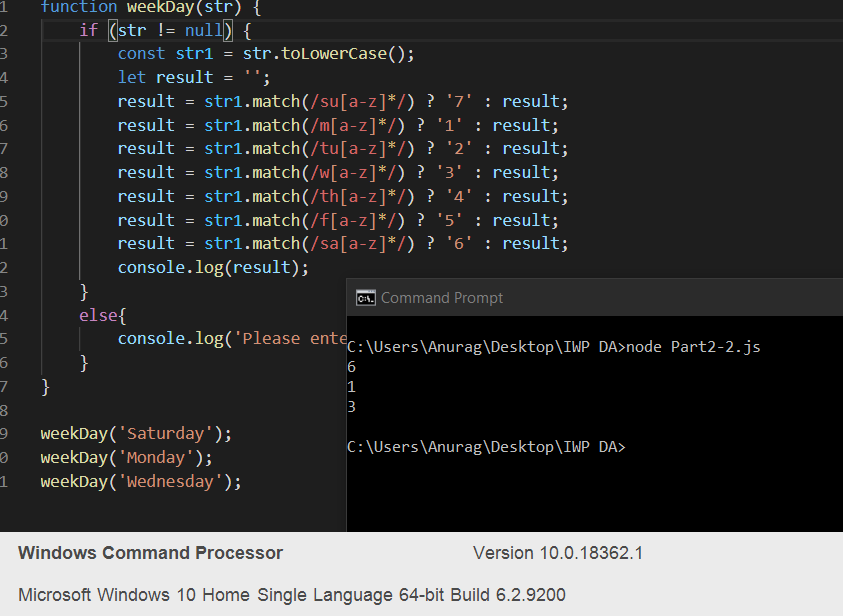 1 function weekDay(str) {
2 if (str != null) {
3 const str1 = str.toLowerCase();
4 let result = '';
5 result = str1.match(/su[a-z]*/) ? '7' : result;
6 result = str1.match(/m[a-z]*/) ? '1' : result;
7 result = str1.match(/tu[a-z]*/) ? '2' : result;
8 result = str1.match(/w[a-z]*/) ? '3' : result;
9 result = str1.match(/th[a-z]*/) ? '4' : result;
0 result = str1.match(/f[a-z]*/) ? '5' : result;
1 result = str1.match(/sa[a-z]*/) ? '6' : result;
2 console.log(result);
3 }
4 else{
5 console.log('Please ente
6 }
7 }
8
9 weekDay('Saturday');
0 weekDay('Monday');
1 weekDay('Wednesday');
C:\. Command Prompt
C:\Users\Anurag\Desktop\IWP DA>node Part2-2.js
6
1
3
C:\Users\Anurag\Desktop\IWP DA>
Windows Command Processor Version 10.0.18362.1
Microsoft Windows 10 Home Single Language 64-bit Build 6.2.9200